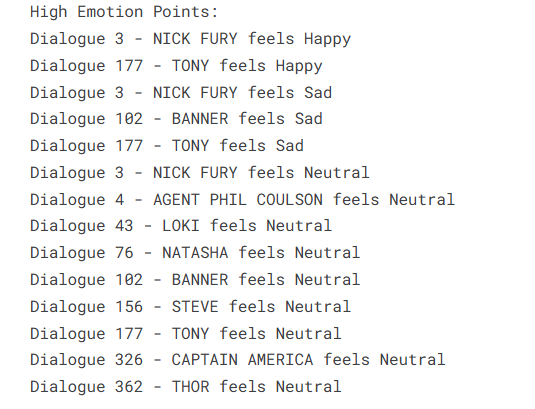 High Emotion Points:
Dialogue 3 - NICK FURY feels Happy
Dialogue 177 - TONY feels Happy
Dialogue 3 - NICK FURY feels Sad
Dialogue 102 - BANNER feels Sad
Dialogue 177 - TONY feels Sad
Dialogue 3 - NICK FURY feels Neutral
Dialogue 4 - AGENT PHIL COULSON feels Neutral
Dialogue 43 - LOKI feels Neutral
Dialogue 76 - NATASHA feels Neutral
Dialogue 102 - BANNER feels Neutral
Dialogue 156 - STEVE feels Neutral
Dialogue 177 - TONY feels Neutral
Dialogue 326 - CAPTAIN AMERICA feels Neutral
Dialogue 362 - THOR feels Neutral